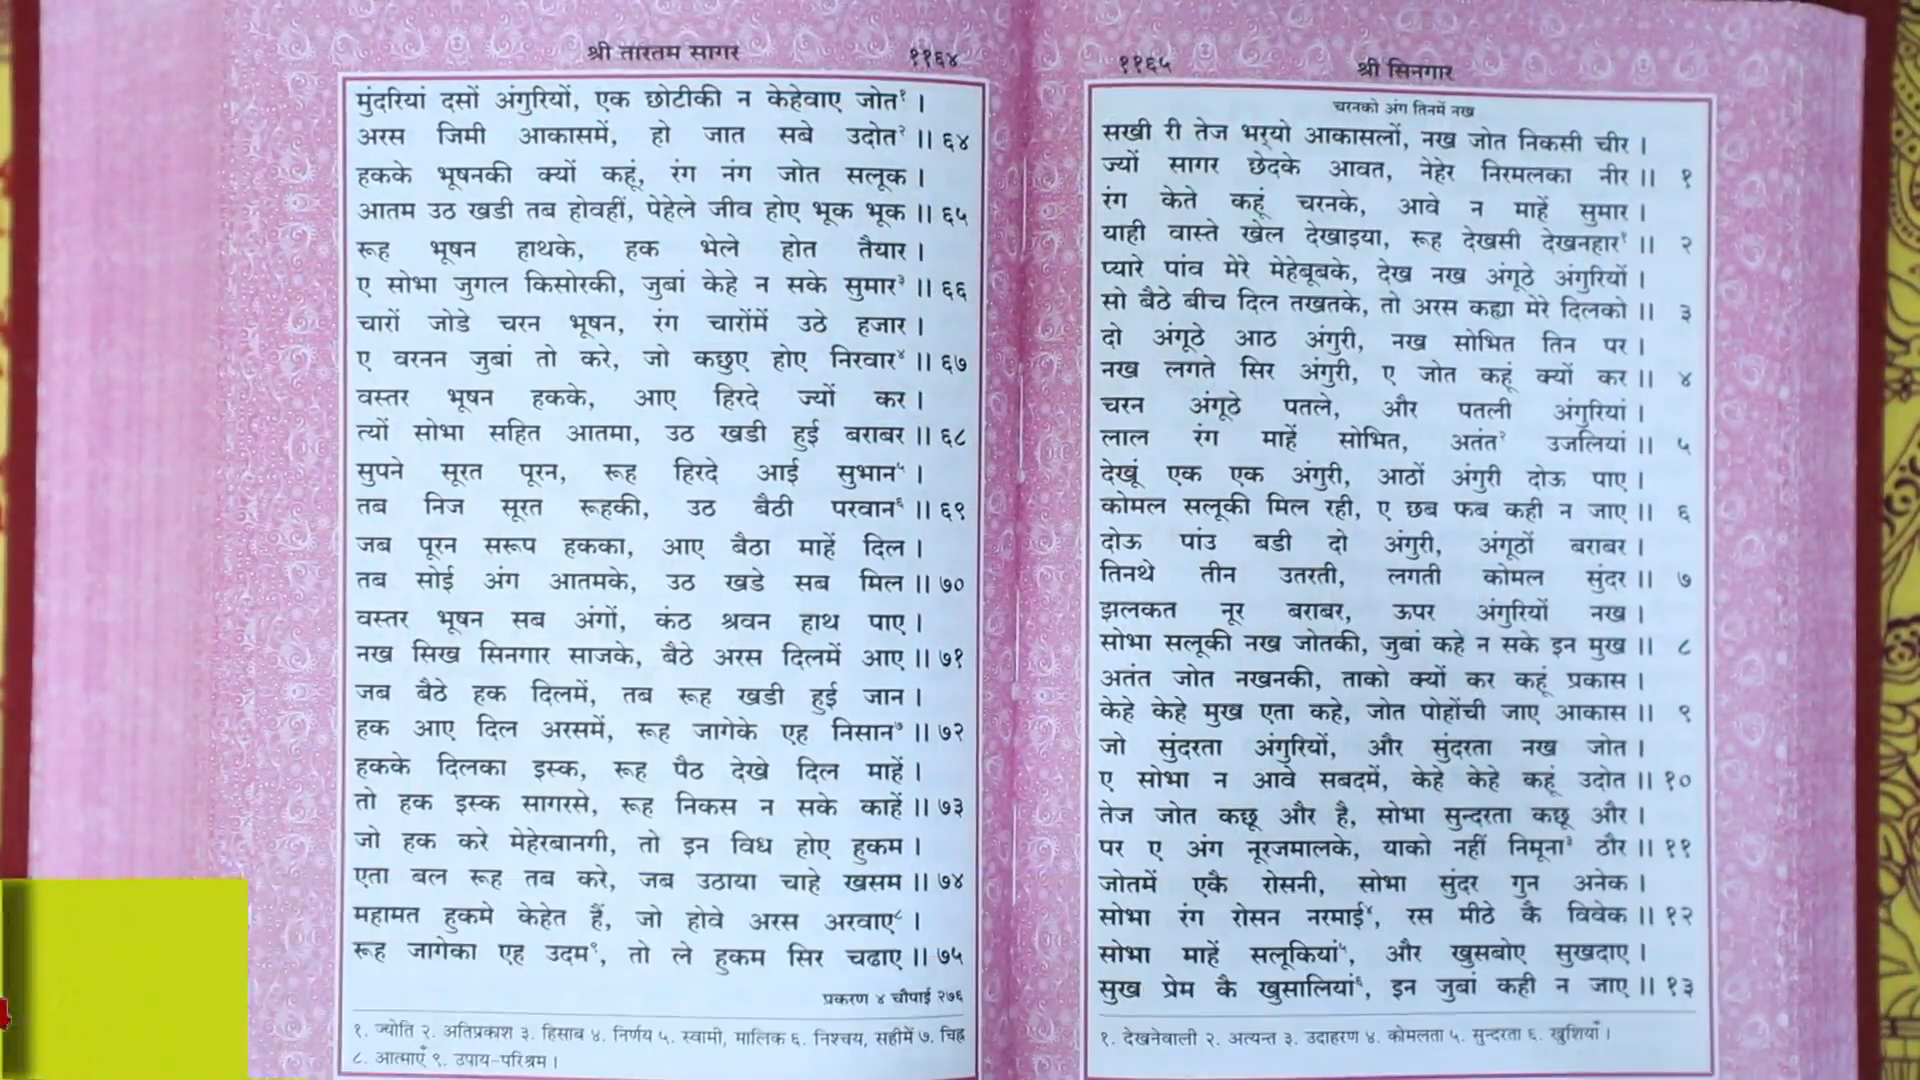 श्री तारतम सागर ११६४
मुंदरियां दसों अंगुरियों, एक छोटीकी न केहेवाए जोत१ ।
अरस जिमी आकासमें, हो जात सबे उदोत२ ।। ६४
हकके भूषनकी क्यों कहूं, रंग नंग जोत सलूक ।
आतम उठ खडी तब होवहीं, पेहेले जीव होए भूक भूक ।। ६५
रूह भूषन हाथके, हक भेले होत तैयार ।
ए सोभा जुगल किसोरकी, जुबां केहे न सके सुमार३ ।। ६६
चारों जोडे चरन भूषन, रंग चारोंमें उठे हजार ।
ए वरनन जुबां तो करे, जो कछुए होए निरवार४ ।। ६७
वस्तर भूषन हकके, आए हिरदे ज्यों कर ।
त्यों सोभा सहित आतमा, उठ खडी हुई बराबर ।। ६८
सुपने सूरत पूरन, रूह हिरदे आई सुभान५ ।
तब निज सूरत रूहकी, उठ बैठी परवान६ ।। ६९
जब पूरन सरूप हकका, आए बैठा माहें दिल ।
तब सोई अंग आतमके, उठ खडे सब मिल ।। ७०
वस्तर भूषन सब अंगों, कंठ श्रवन हाथ पाए ।
नख सिख सिनगार साजके, बैठे अरस दिलमें आए ।। ७१
जब बैठे हक दिलमें, तब रूह खडी हुई जान ।
हक आए दिल अरसमें, रूह जागेके एह निसान७ ।। ७२
हकके दिलका इस्क, रूह पैठ देखे दिल माहें ।
तो हक इस्क सागरसे, रूह निकस न सके काहें ।। ७३
जो हक करे मेहेरबानगी, तो इन विध होए हुकम ।
एता बल रूह तब करे, जब उठाया चाहे खसम ।। ७४
महामत हुकमे केहेत हैं, जो होवे अरस अरवाए८ ।
रूह जागेका एह उदम९, तो ले हुकम सिर चढाए ।। ७५
प्रकरण ४ चौपाई २७६
१. ज्योति २. अतिप्रकाश ३. हिसाब ४. निर्णय ५. स्वामी, मालिक ६. निश्चय, सहीमें ७. चिह्न
८. आत्माएँ ९. उपाय-परिश्रम ।
११६५ श्री सिनगार
चरनको अंग तिनमें नख
सखी री तेज भर्‍यो आकासलों, नख जोत निकसी चीर ।
ज्यों सागर छेदके आवत, नेहेर निरमलका नीर ।। १
रंग केते कहूं चरनके, आवे न माहें सुमार ।
याही वास्ते खेल देखाइया, रूह देखसी देखनहार१ ।। २
प्यारे पांव मेरे मेहेबूबके, देख नख अंगूठे अंगुरियों ।
सो बैठे बीच दिल तखतके, तो अरस कह्या मेरे दिलको ।। ३
दो अंगूठे आठ अंगुरी, नख सोभित तिन पर ।
नख लगते सिर अंगुरी, ए जोत कहूं क्यों कर ।। ४
चरन अंगूठे पतले, और पतली अंगुरियां ।
लाल रंग माहें सोभित, अतंत२ उजलियां ।। ५
देखूं एक एक अंगुरी, आठों अंगुरी दोऊ पाए ।
कोमल सलूकी मिल रही, ए छब फब कही न जाए ।। ६
दोऊ पांउ बडी दो अंगुरी, अंगूठों बराबर ।
तिनथे तीन उतरती, लगती कोमल सुंदर ।। ७
झलकत नूर बराबर, ऊपर अंगुरियों नख ।
सोभा सलूकी नख जोतकी, जुबां कहे न सके इन मुख ।। ८
अतंत जोत नखनकी, ताको क्यों कर कहूं प्रकास ।
केहे केहे मुख एता कहे, जोत पोहोंची जाए आकास ।। ९
जो सुंदरता अंगुरियों, और सुंदरता नख जोत ।
ए सोभा न आवे सबदमें, केहे केहे कहूं उदोत ।। १०
तेज जोत कछू और है, सोभा सुन्दरता कछू और ।
पर ए अंग नूरजमालके, याको नहीं निमूना३ ठौर ।। ११
जोतमें एकै रोसनी, सोभा सुंदर गुन अनेक ।
सोभा रंग रोसन नरमाई४, रस मीठे कै विवेक ।। १२
सोभा माहें सलूकियां५, और खुसबोए सुखदाए ।
सुख प्रेम कै खुसालियां६, इन जुबां कही न जाए ।। १३
१. देखनेवाली २. अत्यन्त ३. उदाहरण ४. कोमलता ५. सुन्दरता ६. खुशियाँ ।